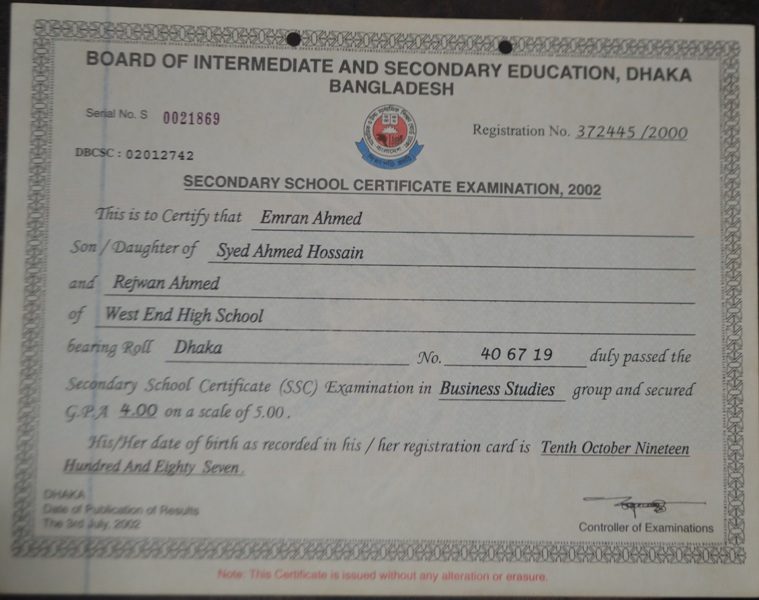 BOARD OF INTERMEDIATE AND SECONDARY EDUCATION, DHAKA
BANGLADESH
Serial No. S 0021869
Registration No. 372445 /2000
DBCSC : 02012742
SECONDARY SCHOOL CERTIFICATE EXAMINATION, 2002
This is to Certify that Emran Ahmed
Son / Daughter of Syed Ahmed Hossain
and Rejwan Ahmed
of West End High School
bearing Roll Dhaka No. 40 67 19 duly passed the
Secondary School Certificate (SSC) Examination in Business Studies group and secured
G.P.A 4.00 on a scale of 5.00 .
His/Her date of birth as recorded in his / her registration card is Tenth October Nineteen
Hundred And Eighty Seven .
DHAKA
Date of Publication of Results
The 3rd July, 2002
Controller of Examinations
Note: This Certificate is issued without any alteration or erasure.